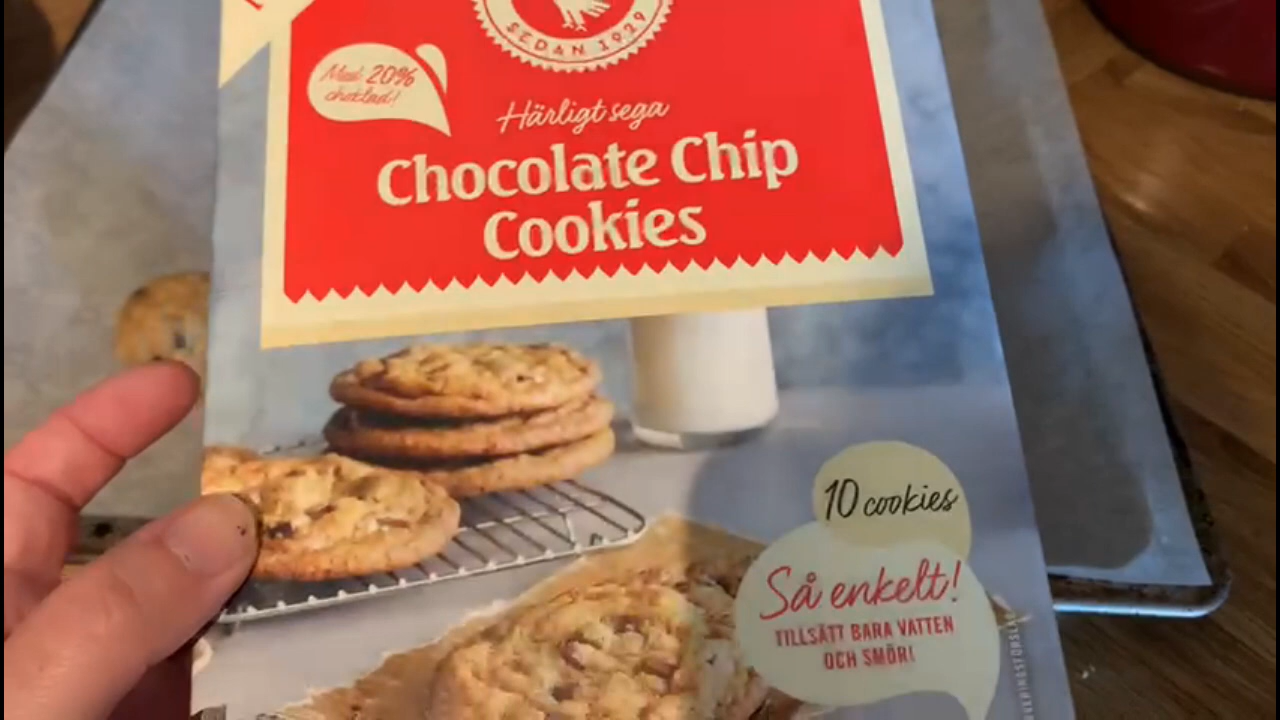 SEDAN 1929
Med 20%
choklad!
Härligt sega
Chocolate Chip
Cookies
10 cookies
Så enkelt!
TILLSÄTT BARA VATTEN
OCH SMÖR!